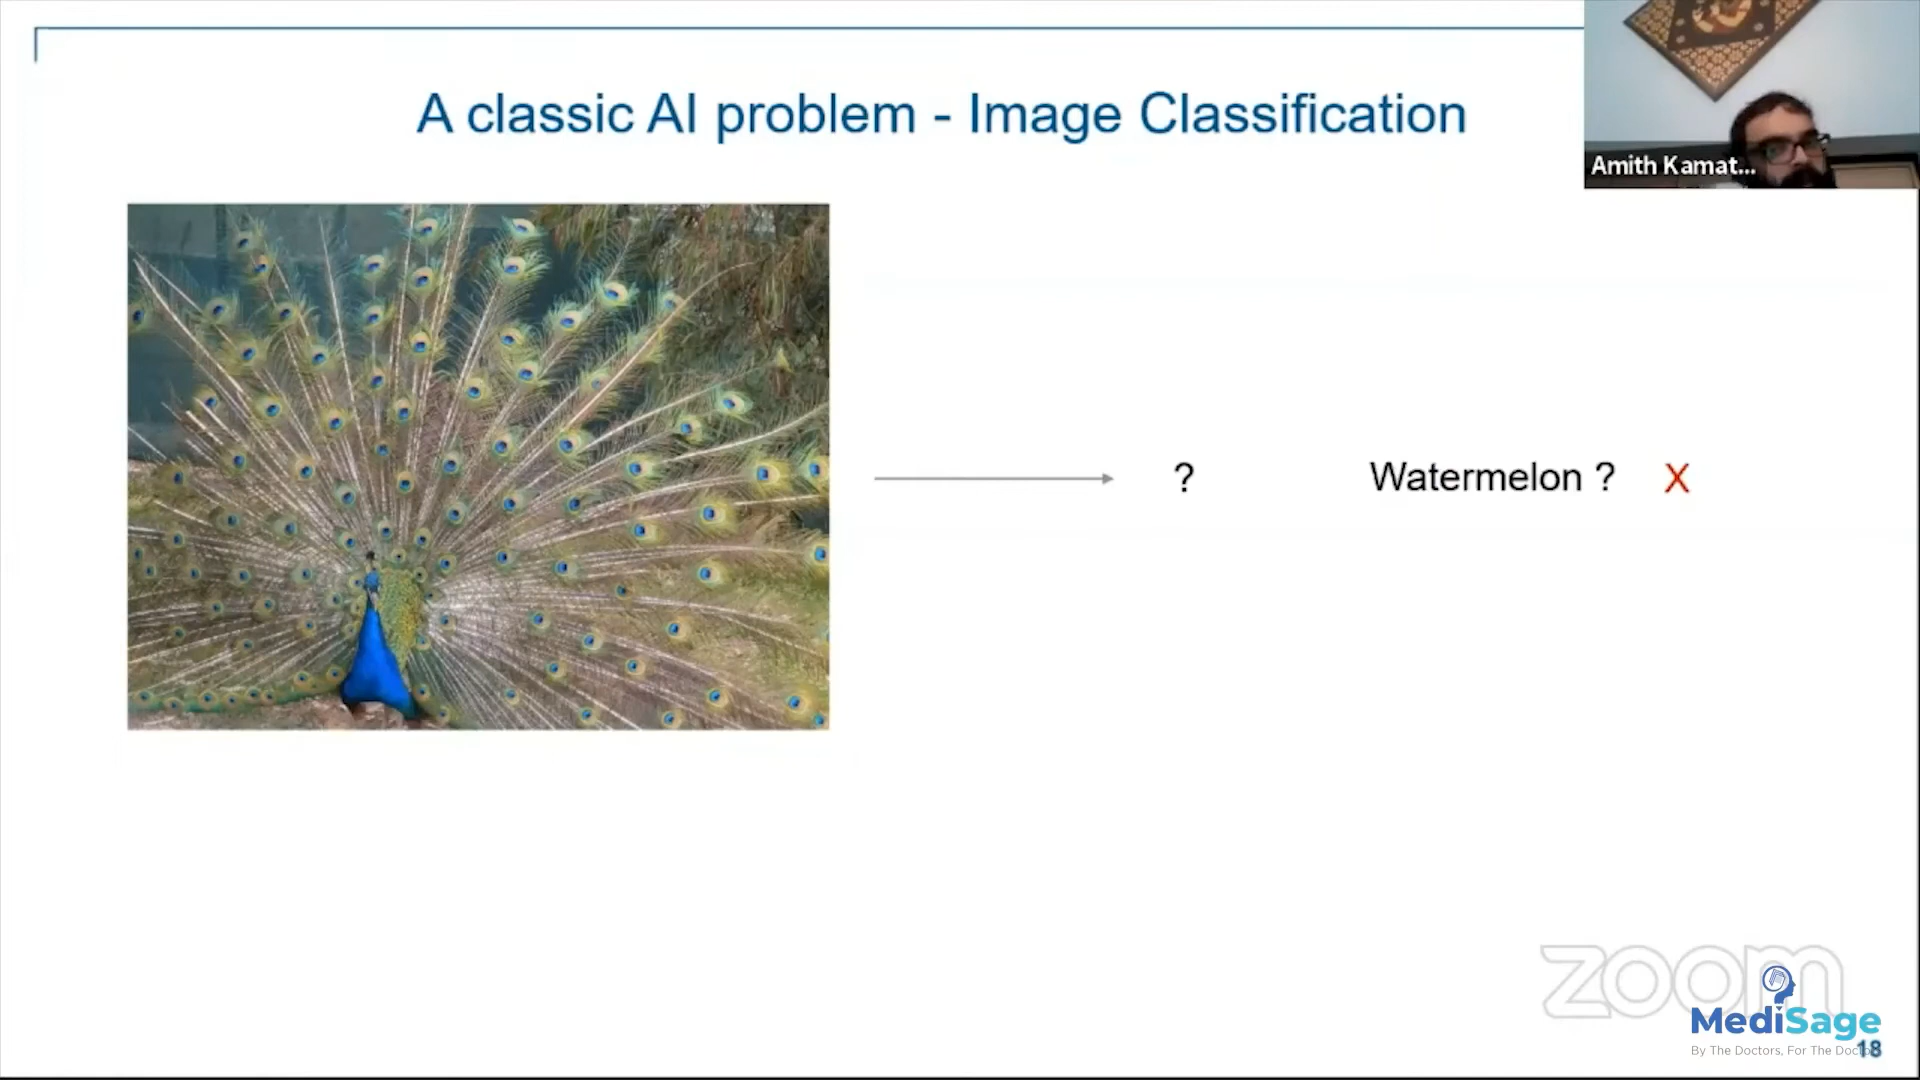 A classic AI problem - Image Classification
Amith Kamat...
? Watermelon ? X
zoom
MediSage
By The Doctors, For The Doc
18